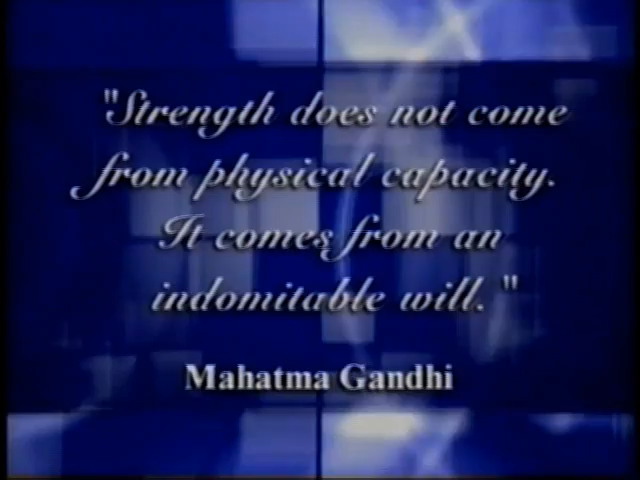 "Strength does not come
from physical capacity.
It comes from an
indomitable will."
Mahatma Gandhi